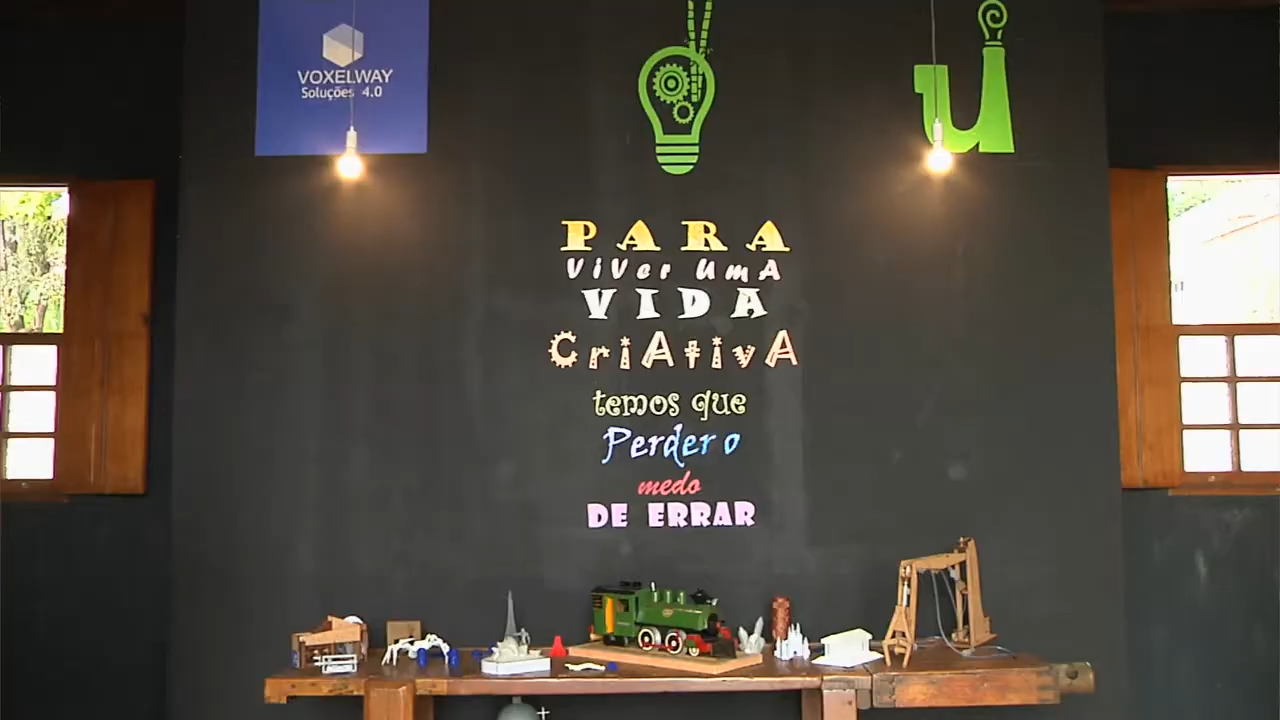 VOXELWAY
Soluções 4.0
ú
PARA
ViVer UmA
VIDA
CriAtivA
temos que
Perder o
medo
DE ERRAR